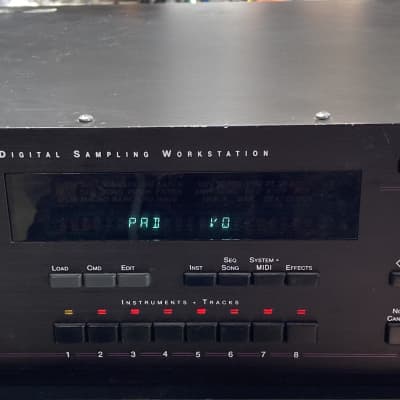 DIGITAL SAMPLING WORKSTATION
PAD VO
LOAD CMD EDIT INST SEQ SONG SYSTEM • MIDI EFFECTS
INSTRUMENTS • TRACKS
1 2 3 4 5 6 7 8